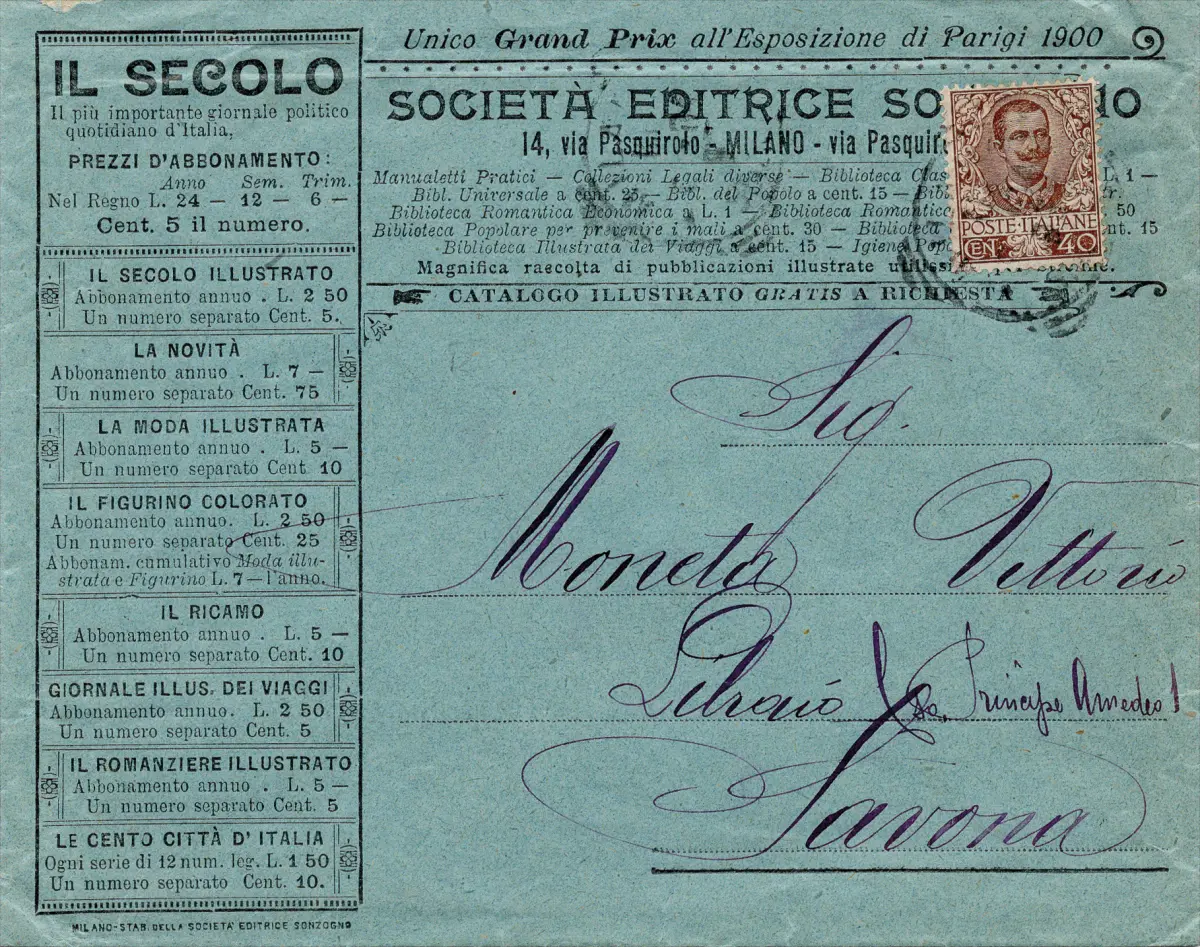 Unico Grand Prix all'Esposizione di Parigi 1900
IL SECOLO
Il più importante giornale politico
quotidiano d'Italia,
PREZZI D'ABBONAMENTO:
Anno Sem. Trim.
Nel Regno L. 24 — 12 — 6 —
Cent. 5 il numero.
IL SECOLO ILLUSTRATO
Abbonamento annuo . L. 2 50
Un numero separato Cent. 5.
LA NOVITÀ
Abbonamento annuo . L. 7 —
Un numero separato Cent. 75
LA MODA ILLUSTRATA
Abbonamento annuo . L. 5 —
Un numero separato Cent 10
IL FIGURINO COLORATO
Abbonamento annuo. L. 2 50
Un numero separato Cent. 25
Abbonam. cumulativo Moda illu-
strata e Figurino L. 7 — l'anno.
IL RICAMO
Abbonamento annuo . L. 5 —
Un numero separato Cent. 10
GIORNALE ILLUS. DEI VIAGGI
Abbonamento annuo. L. 2 50
Un numero separato Cent. 5
IL ROMANZIERE ILLUSTRATO
Abbonamento annuo . L. 5 —
Un numero separato Cent. 5
LE CENTO CITTÀ D'ITALIA
Ogni serie di 12 num. leg. L. 1 50
Un numero separato Cent. 10.
MILANO-STAB. DELLA SOCIETÀ EDITRICE SONZOGNO
SOCIETÀ EDITRICE SO
14, via Pasquirolo - MILANO - via Pasquir
Manualetti Pratici — Collezioni Legali diverse — Biblioteca Clas L. 1 —
Bibl. Universale a cent. 25 — Bibl. del Popolo a cent. 15 — Bibl
Biblioteca Romantica Economica a L. 1 — Biblioteca Romantic 50
Biblioteca Popolare per prevenire i mali a cent. 30 — Biblioteca nt. 15
Biblioteca Illustrata dei Viaggi a cent. 15 — Igiene Pop
Magnifica raccolta di pubblicazioni illustrate utiliss
CATALOGO ILLUSTRATO GRATIS A RICHIESTA
POSTE·ITALIANE
CEN. 40
Sig.
Moneta Vittorio
Libraio Via Principe Amedeo 1
Savona